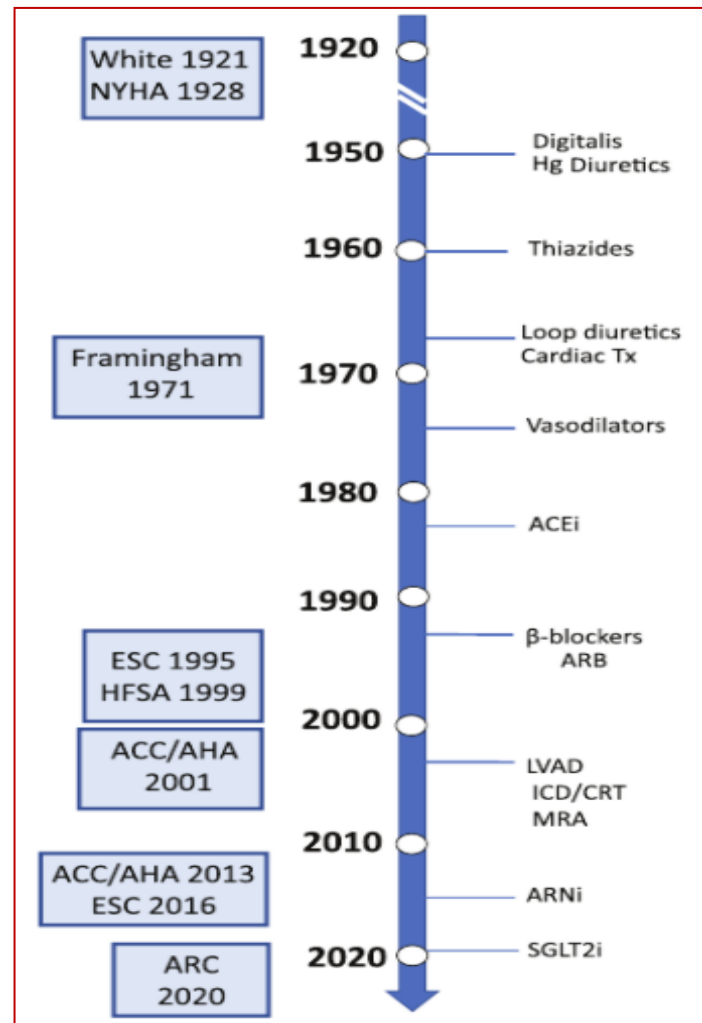 White 1921
NYHA 1928
1920
1950
Digitalis
Hg Diuretics
1960
Thiazides
Loop diuretics
Cardiac Tx
Framingham
1971
1970
Vasodilators
1980
ACEi
1990
β-blockers
ARB
ESC 1995
HFSA 1999
2000
ACC/AHA
2001
LVAD
ICD/CRT
MRA
2010
ACC/AHA 2013
ESC 2016
ARNi
ARC
2020
2020
SGLT2i